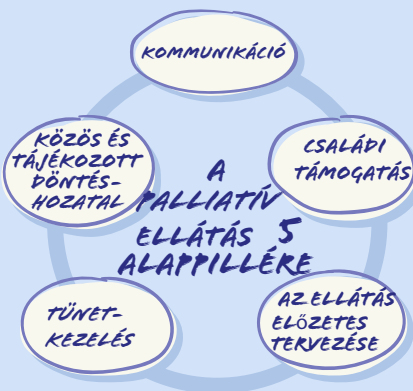 KOMMUNIKÁCIÓ
KÖZÖS ÉS
TÁJÉKOZOTT
DÖNTÉS-
HOZATAL
CSALÁDI
TÁMOGATÁS
A
PALLIATÍV
ELLÁTÁS 5
ALAPPILLÉRE
TÜNET-
KEZELÉS
AZ ELLÁTÁS
ELŐZETES
TERVEZÉSE